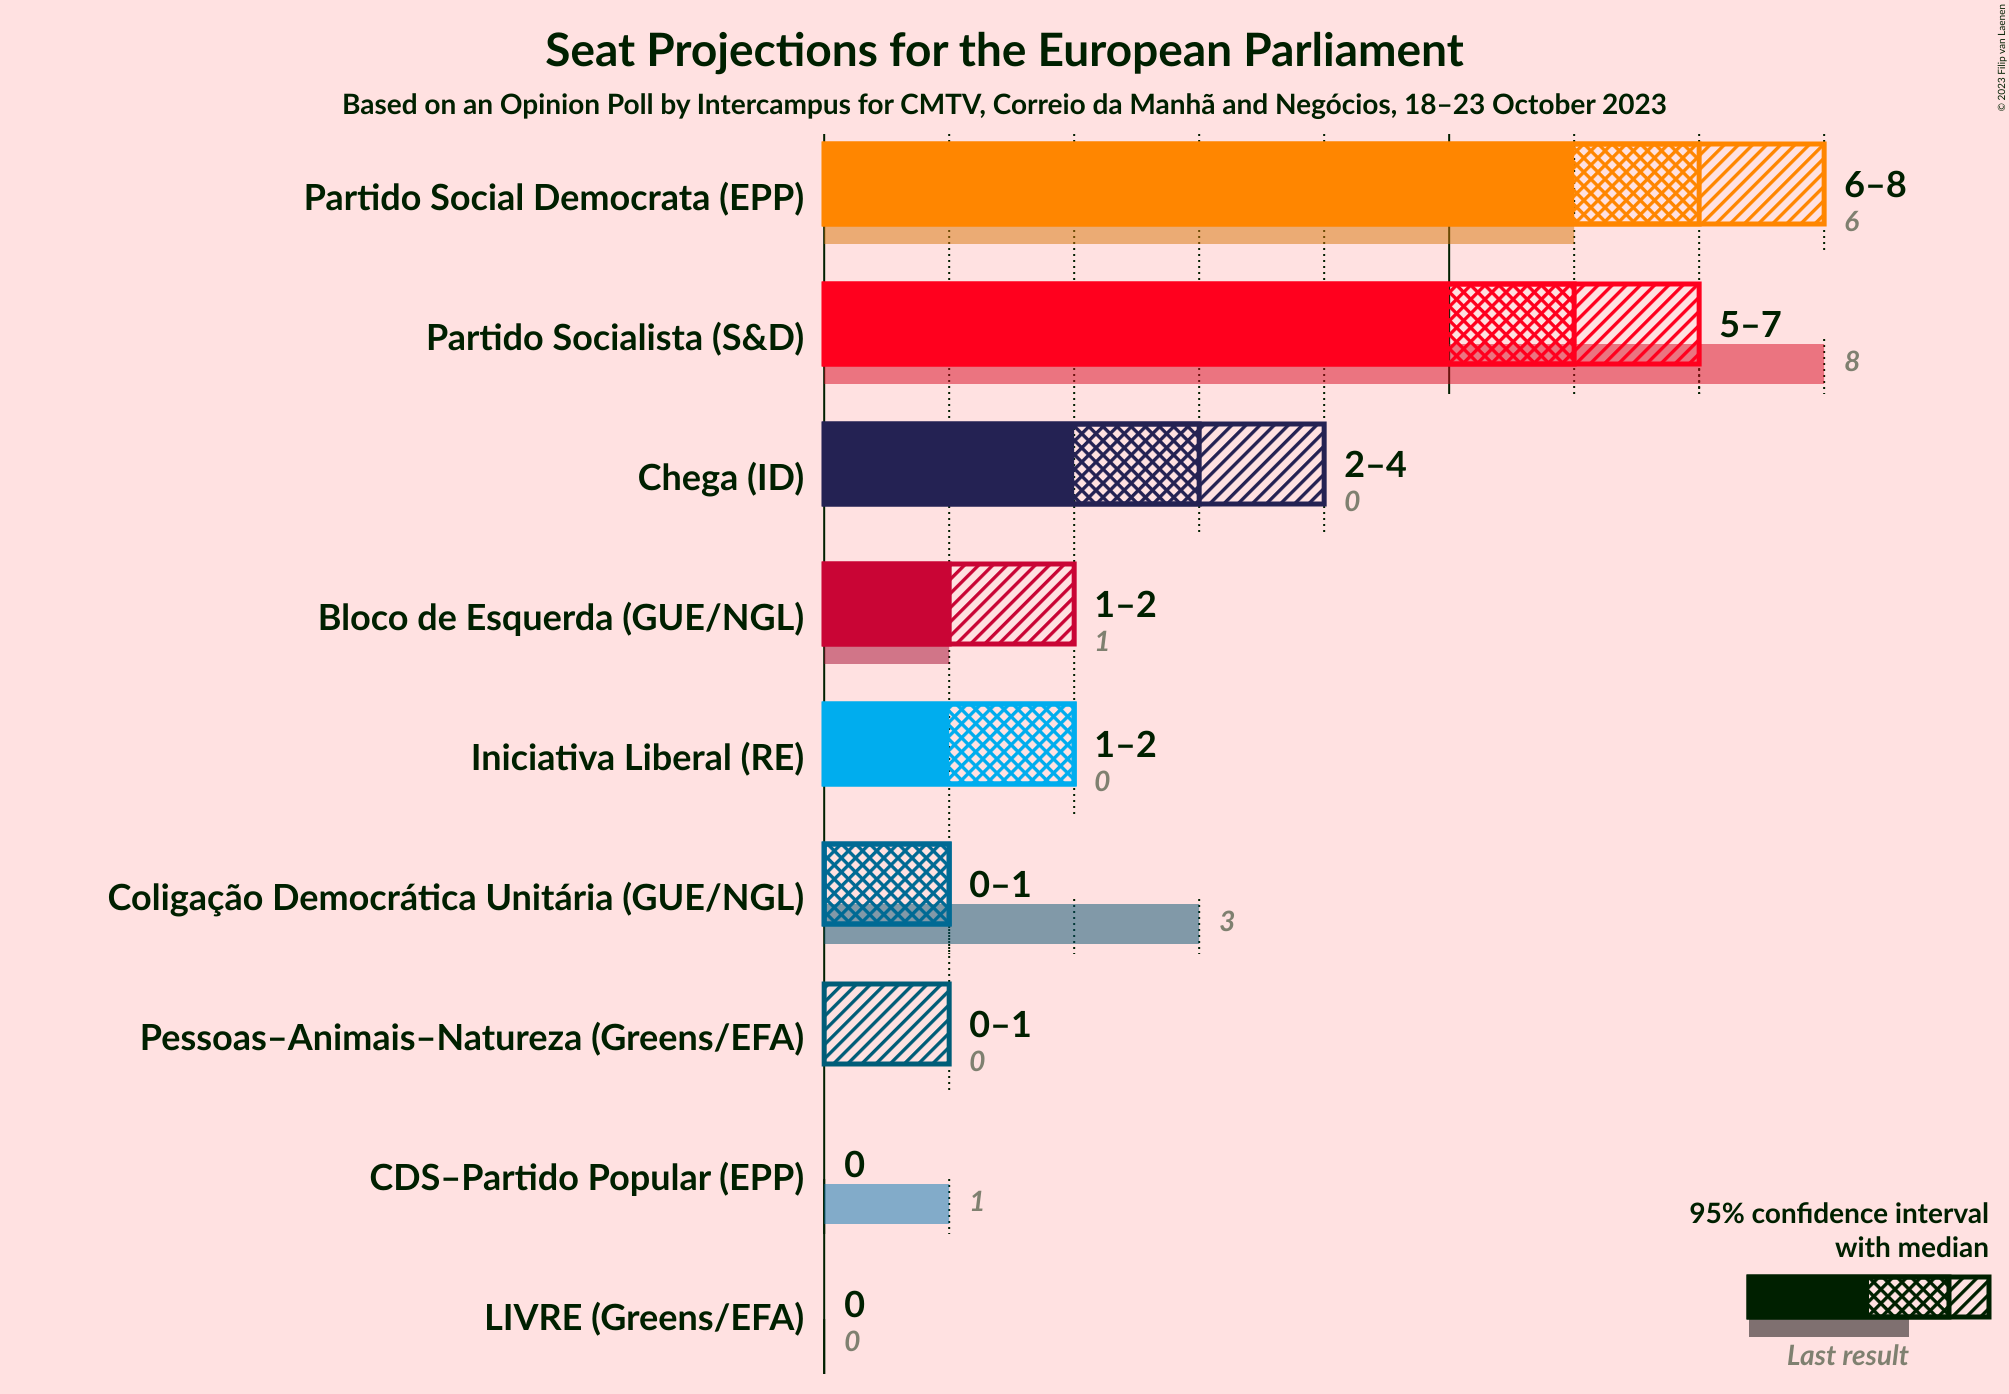 Seat Projections for the European Parliament
Based on an Opinion Poll by Intercampus for CMTV, Correio da Manhã and Negócios, 18–23 October 2023
© 2023 Filip van Laenen
Partido Social Democrata (EPP)
6–8
6
Partido Socialista (S&D)
5–7
8
Chega (ID)
2–4
0
Bloco de Esquerda (GUE/NGL)
1–2
1
Iniciativa Liberal (RE)
1–2
0
Coligação Democrática Unitária (GUE/NGL)
0–1
3
Pessoas–Animais–Natureza (Greens/EFA)
0–1
0
CDS–Partido Popular (EPP)
0
1
LIVRE (Greens/EFA)
0
0
95% confidence interval
with median
Last result